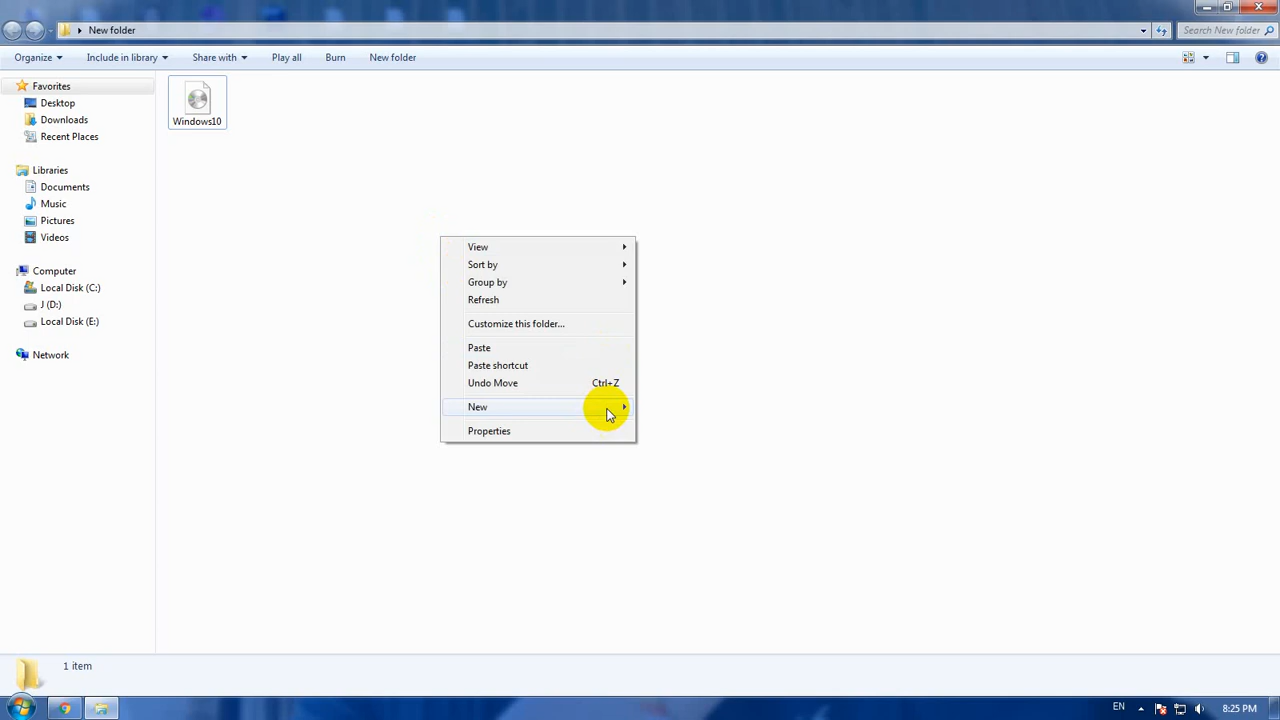 New folder
Search New folder
Organize
Include in library
Share with
Play all
Burn
New folder
Favorites
Desktop
Downloads
Recent Places
Libraries
Documents
Music
Pictures
Videos
Computer
Local Disk (C:)
J (D:)
Local Disk (E:)
Network
Windows10
View
Sort by
Group by
Refresh
Customize this folder...
Paste
Paste shortcut
Undo Move Ctrl+Z
New
Properties
1 item
EN
8:25 PM